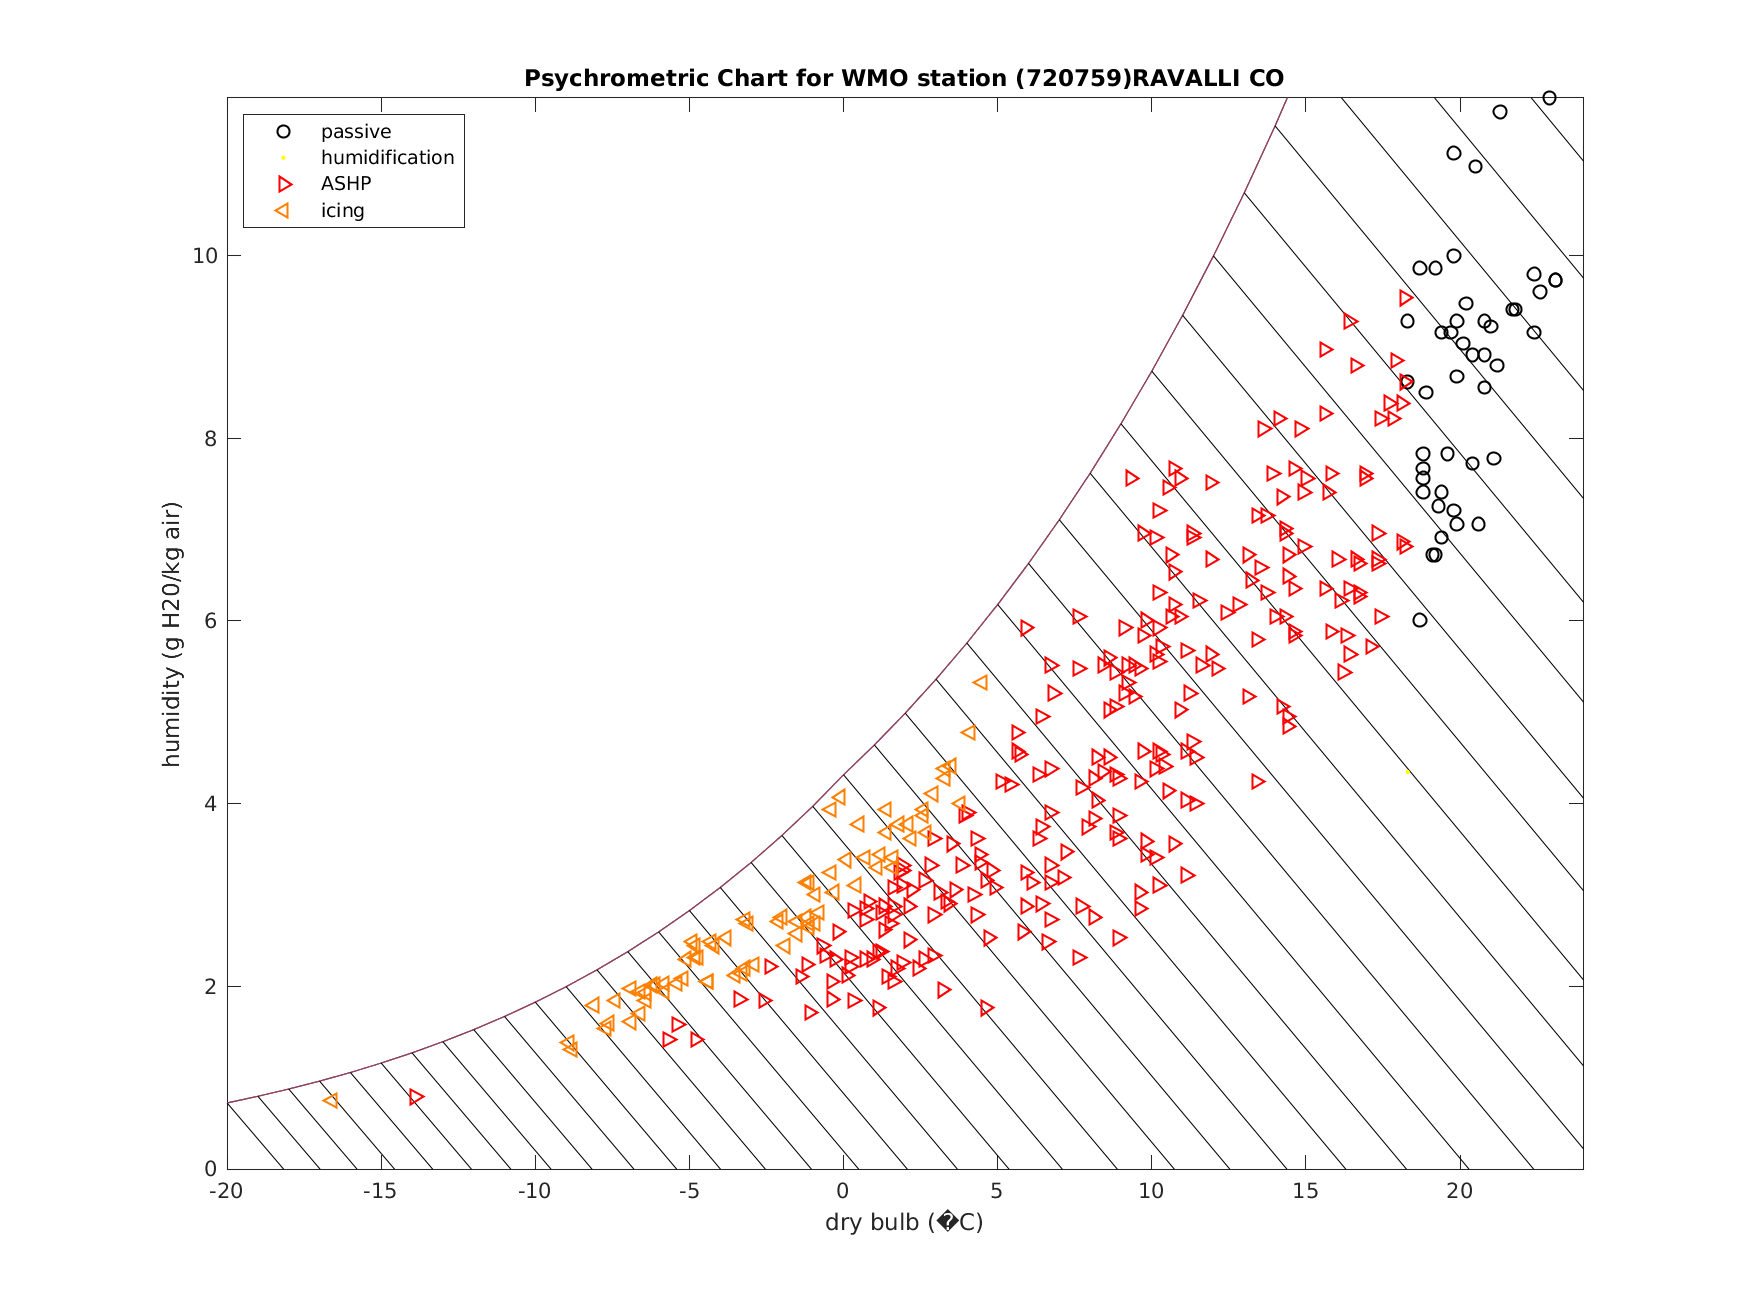 Psychrometric Chart for WMO station (720759)RAVALLI CO
passive
humidification
ASHP
icing
humidity (g H20/kg air)
10
8
6
4
2
0
-20 -15 -10 -5 0 5 10 15 20
dry bulb (�C)